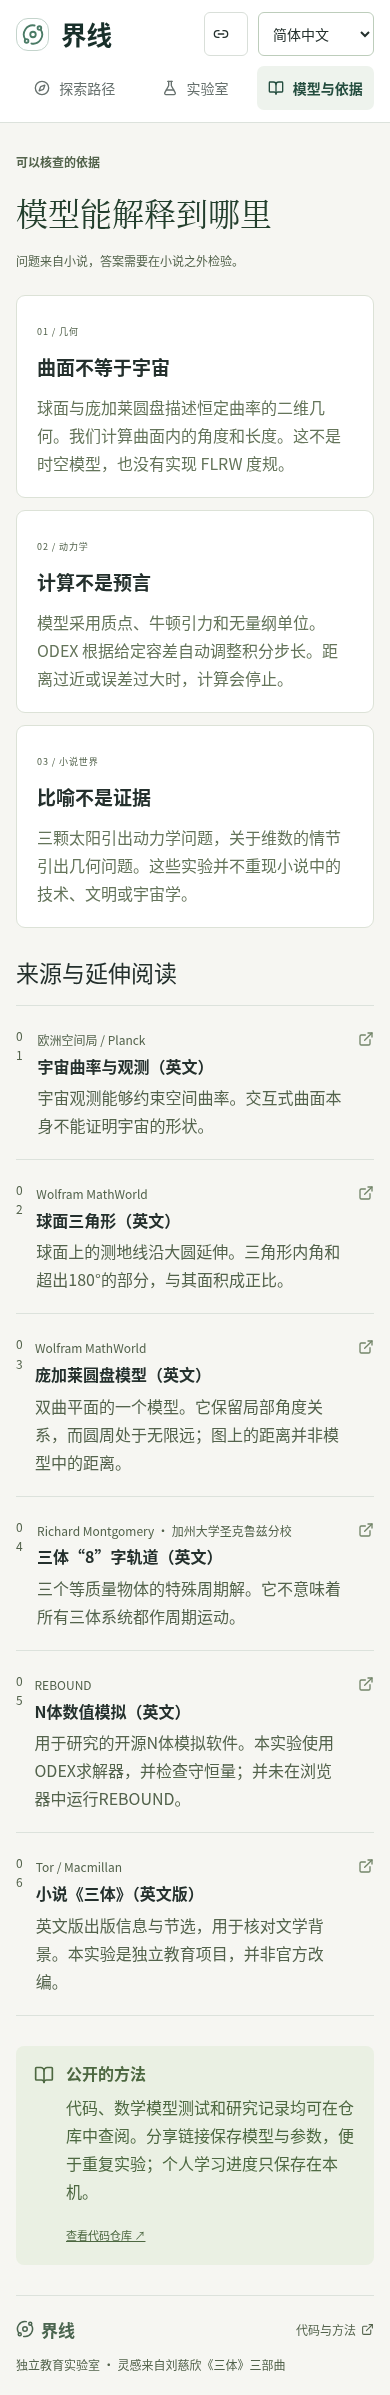 界线
简体中文
探索路径
实验室
模型与依据
可以核查的依据
模型能解释到哪里
问题来自小说，答案需要在小说之外检验。
01 / 几何
曲面不等于宇宙
球面与庞加莱圆盘描述恒定曲率的二维几
何。我们计算曲面内的角度和长度。这不是
时空模型，也没有实现 FLRW 度规。
02 / 动力学
计算不是预言
模型采用质点、牛顿引力和无量纲单位。
ODEX 根据给定容差自动调整积分步长。距
离过近或误差过大时，计算会停止。
03 / 小说世界
比喻不是证据
三颗太阳引出动力学问题，关于维数的情节
引出几何问题。这些实验并不重现小说中的
技术、文明或宇宙学。
来源与延伸阅读
01
欧洲空间局 / Planck
宇宙曲率与观测（英文）
宇宙观测能够约束空间曲率。交互式曲面本
身不能证明宇宙的形状。
02
Wolfram MathWorld
球面三角形（英文）
球面上的测地线沿大圆延伸。三角形内角和
超出180°的部分，与其面积成正比。
03
Wolfram MathWorld
庞加莱圆盘模型（英文）
双曲平面的一个模型。它保留局部角度关
系，而圆周处于无限远；图上的距离并非模
型中的距离。
04
Richard Montgomery · 加州大学圣克鲁兹分校
三体“8”字轨道（英文）
三个等质量物体的特殊周期解。它不意味着
所有三体系统都作周期运动。
05
REBOUND
N体数值模拟（英文）
用于研究的开源N体模拟软件。本实验使用
ODEX求解器，并检查守恒量；并未在浏览
器中运行REBOUND。
06
Tor / Macmillan
小说《三体》（英文版）
英文版出版信息与节选，用于核对文学背
景。本实验是独立教育项目，并非官方改
编。
公开的方法
代码、数学模型测试和研究记录均可在仓
库中查阅。分享链接保存模型与参数，便
于重复实验；个人学习进度只保存在本
机。
查看代码仓库 ↗
界线
代码与方法
独立教育实验室 · 灵感来自刘慈欣《三体》三部曲